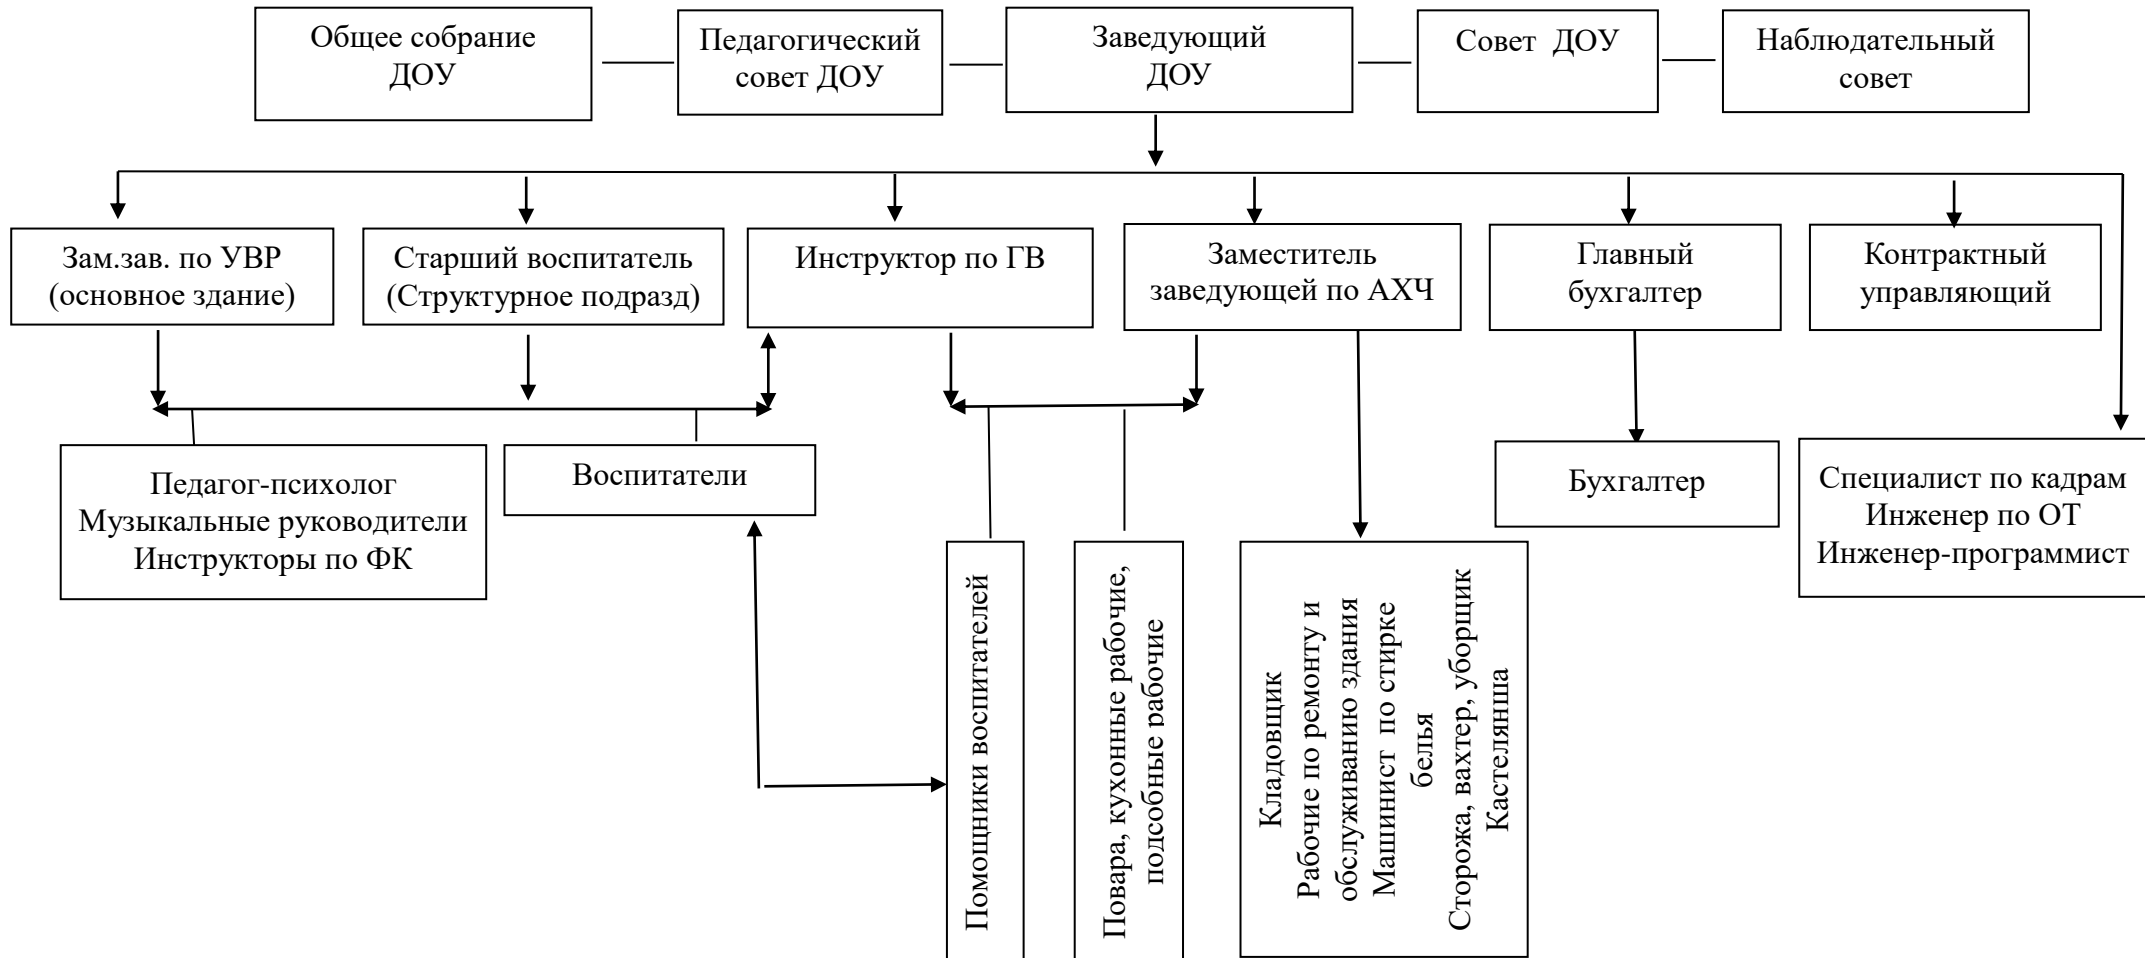 Общее собрание
ДОУ
Педагогический
совет ДОУ
Заведующий
ДОУ
Совет ДОУ
Наблюдательный
совет
Зам.зав. по УВР
(основное здание)
Старший воспитатель
(Структурное подразд)
Инструктор по ГВ
Заместитель
заведующей по АХЧ
Главный
бухгалтер
Контрактный
управляющий
Педагог-психолог
Музыкальные руководители
Инструкторы по ФК
Воспитатели
Помощники воспитателей
Повара, кухонные рабочие,
подсобные рабочие
Кладовщик
Рабочие по ремонту и
обслуживанию здания
Машинист по стирке
белья
Сторожа, вахтер, уборщик
Кастелянша
Бухгалтер
Специалист по кадрам
Инженер по ОТ
Инженер-программист